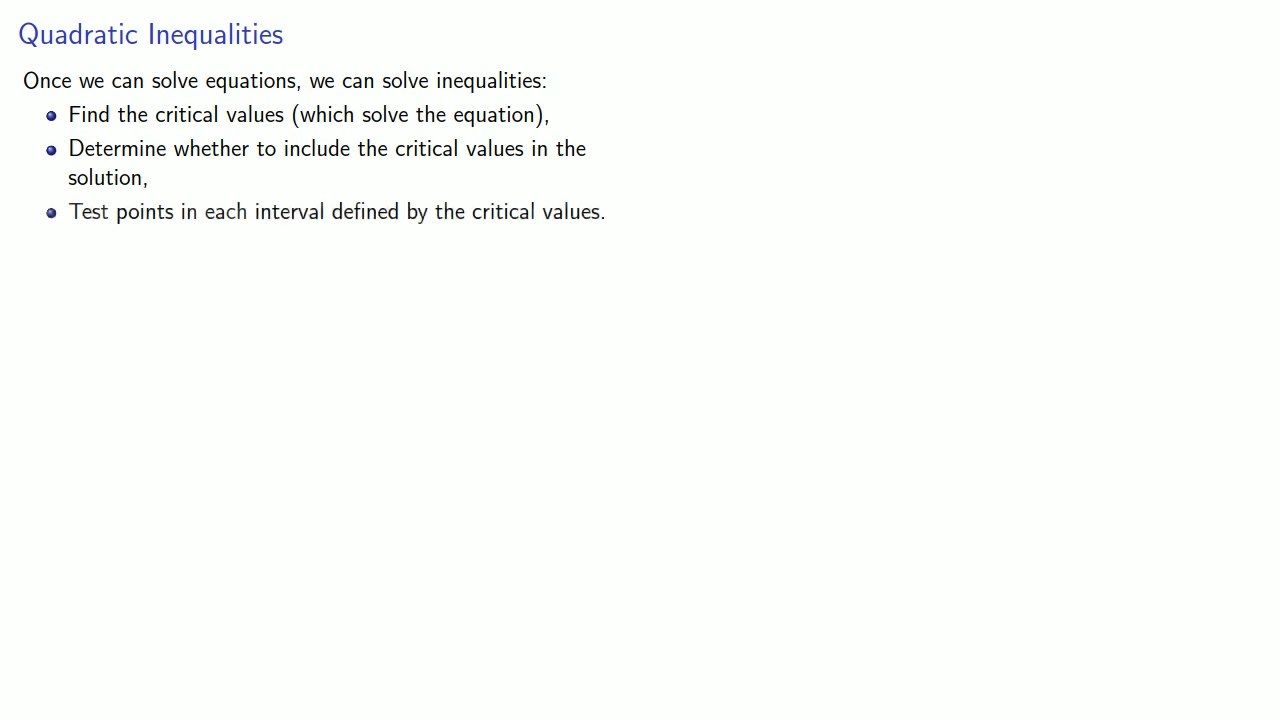 Quadratic Inequalities
Once we can solve equations, we can solve inequalities:
Find the critical values (which solve the equation),
Determine whether to include the critical values in the
solution,
Test points in each interval defined by the critical values.